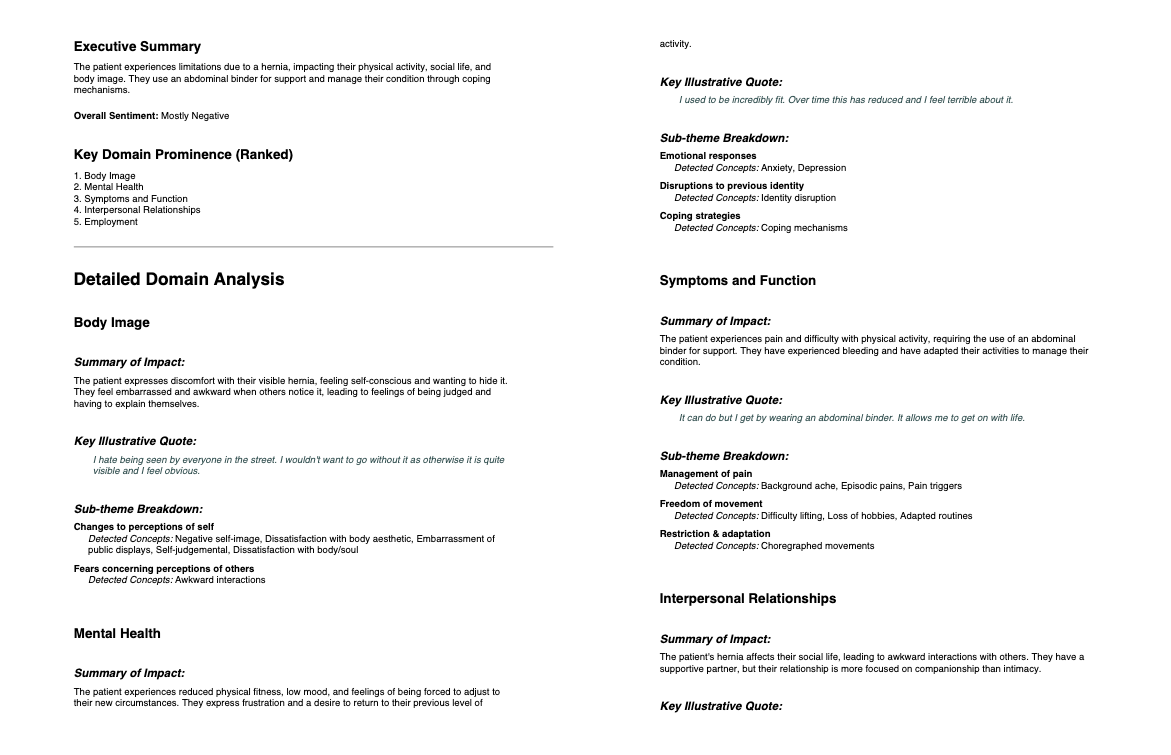 Executive Summary
The patient experiences limitations due to a hernia, impacting their physical activity, social life, and
body image. They use an abdominal binder for support and manage their condition through coping
mechanisms.
Overall Sentiment: Mostly Negative
Key Domain Prominence (Ranked)
1. Body Image
2. Mental Health
3. Symptoms and Function
4. Interpersonal Relationships
5. Employment
Detailed Domain Analysis
Body Image
Summary of Impact:
The patient expresses discomfort with their visible hernia, feeling self-conscious and wanting to hide it.
They feel embarrassed and awkward when others notice it, leading to feelings of being judged and
having to explain themselves.
Key Illustrative Quote:
I hate being seen by everyone in the street. I wouldn't want to go without it as otherwise it is quite
visible and I feel obvious.
Sub-theme Breakdown:
Changes to perceptions of self
Detected Concepts: Negative self-image, Dissatisfaction with body aesthetic, Embarrassment of
public displays, Self-judgemental, Dissatisfaction with body/soul
Fears concerning perceptions of others
Detected Concepts: Awkward interactions
Mental Health
Summary of Impact:
The patient experiences reduced physical fitness, low mood, and feelings of being forced to adjust to
their new circumstances. They express frustration and a desire to return to their previous level of
activity.
Key Illustrative Quote:
I used to be incredibly fit. Over time this has reduced and I feel terrible about it.
Sub-theme Breakdown:
Emotional responses
Detected Concepts: Anxiety, Depression
Disruptions to previous identity
Detected Concepts: Identity disruption
Coping strategies
Detected Concepts: Coping mechanisms
Symptoms and Function
Summary of Impact:
The patient experiences pain and difficulty with physical activity, requiring the use of an abdominal
binder for support. They have experienced bleeding and have adapted their activities to manage their
condition.
Key Illustrative Quote:
It can do but I get by wearing an abdominal binder. It allows me to get on with life.
Sub-theme Breakdown:
Management of pain
Detected Concepts: Background ache, Episodic pains, Pain triggers
Freedom of movement
Detected Concepts: Difficulty lifting, Loss of hobbies, Adapted routines
Restriction & adaptation
Detected Concepts: Choregraphed movements
Interpersonal Relationships
Summary of Impact:
The patient's hernia affects their social life, leading to awkward interactions with others. They have a
supportive partner, but their relationship is more focused on companionship than intimacy.
Key Illustrative Quote: